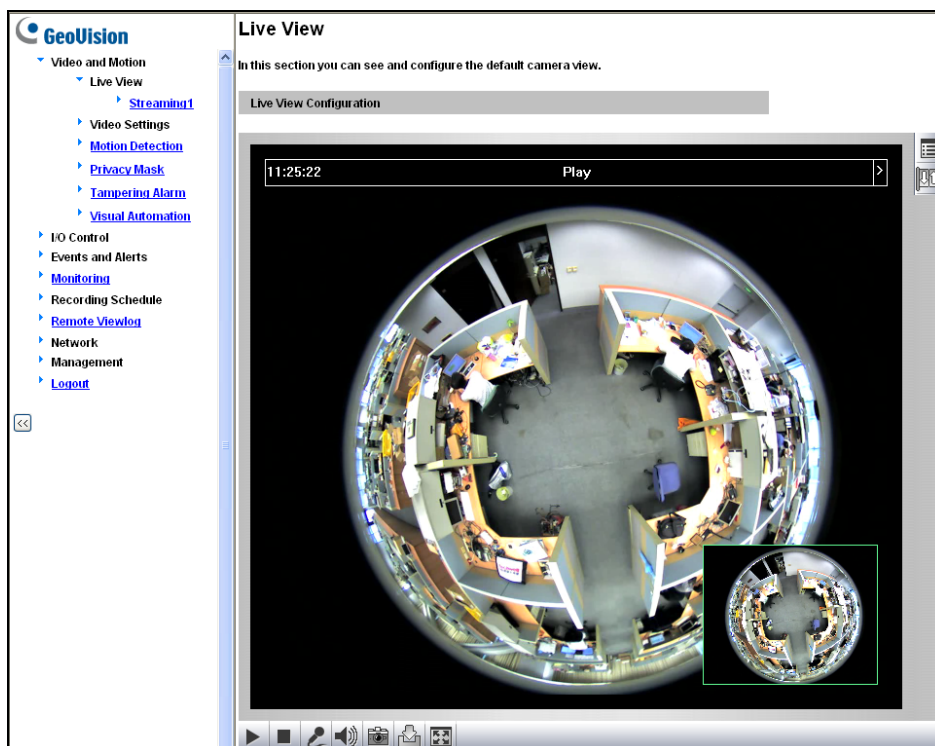 GeoVision
Video and Motion
Live View
Streaming1
Video Settings
Motion Detection
Privacy Mask
Tampering Alarm
Visual Automation
I/O Control
Events and Alerts
Monitoring
Recording Schedule
Remote Viewlog
Network
Management
Logout
<<
Live View
In this section you can see and configure the default camera view.
Live View Configuration
11:25:22 Play >